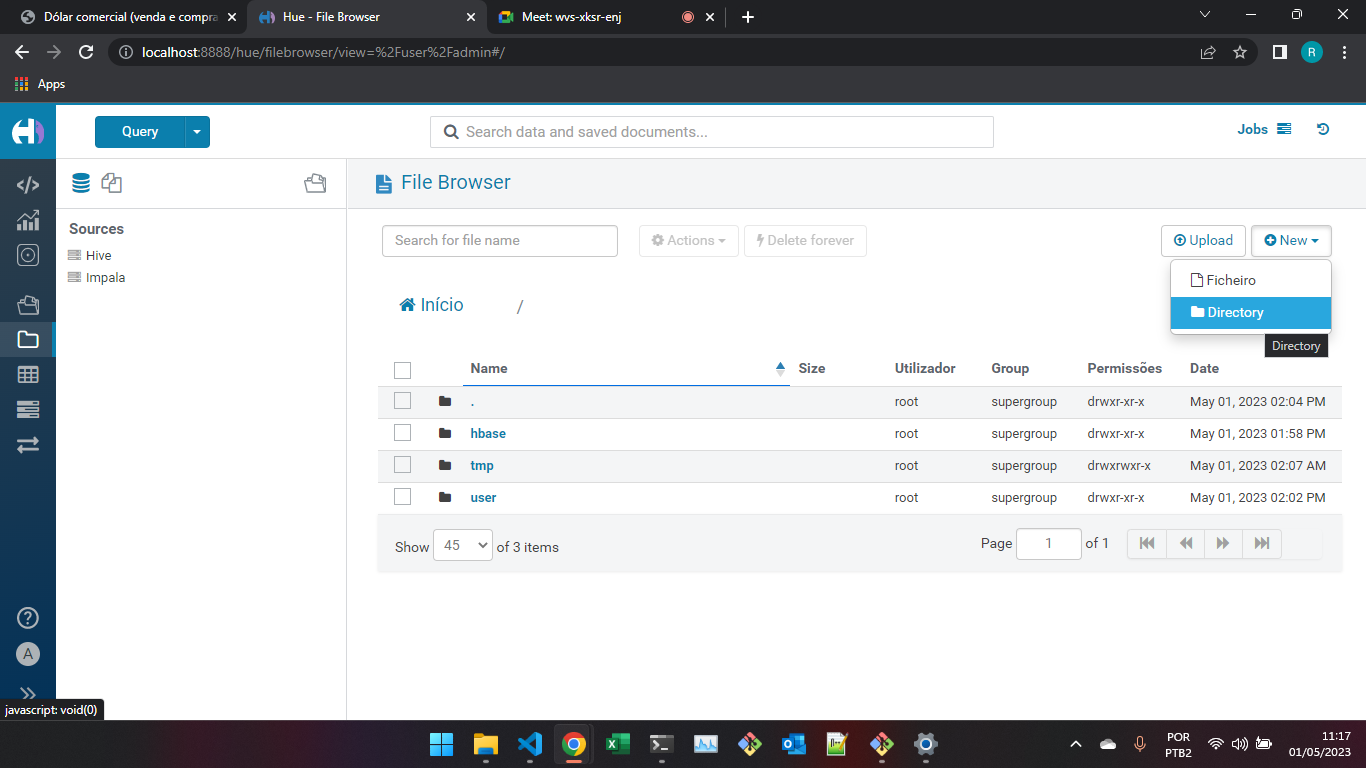 Dólar comercial (venda e compra
Hue - File Browser
Meet: wvs-xksr-enj
localhost:8888/hue/filebrowser/view=%2Fuser%2Fadmin#/
R
Apps
Query
Search data and saved documents...
Jobs
File Browser
Sources
Hive
Impala
Search for file name
Actions
Delete forever
Upload
New
Ficheiro
Directory
Directory
Início
/
Name
Size
Utilizador
Group
Permissões
Date
.
root
supergroup
drwxr-xr-x
May 01, 2023 02:04 PM
hbase
root
supergroup
drwxr-xr-x
May 01, 2023 01:58 PM
tmp
root
supergroup
drwxrwxr-x
May 01, 2023 02:07 AM
user
root
supergroup
drwxr-xr-x
May 01, 2023 02:02 PM
Show 45 of 3 items
Page 1 of 1
A
javascript: void(0)
POR
PTB2
11:17
01/05/2023